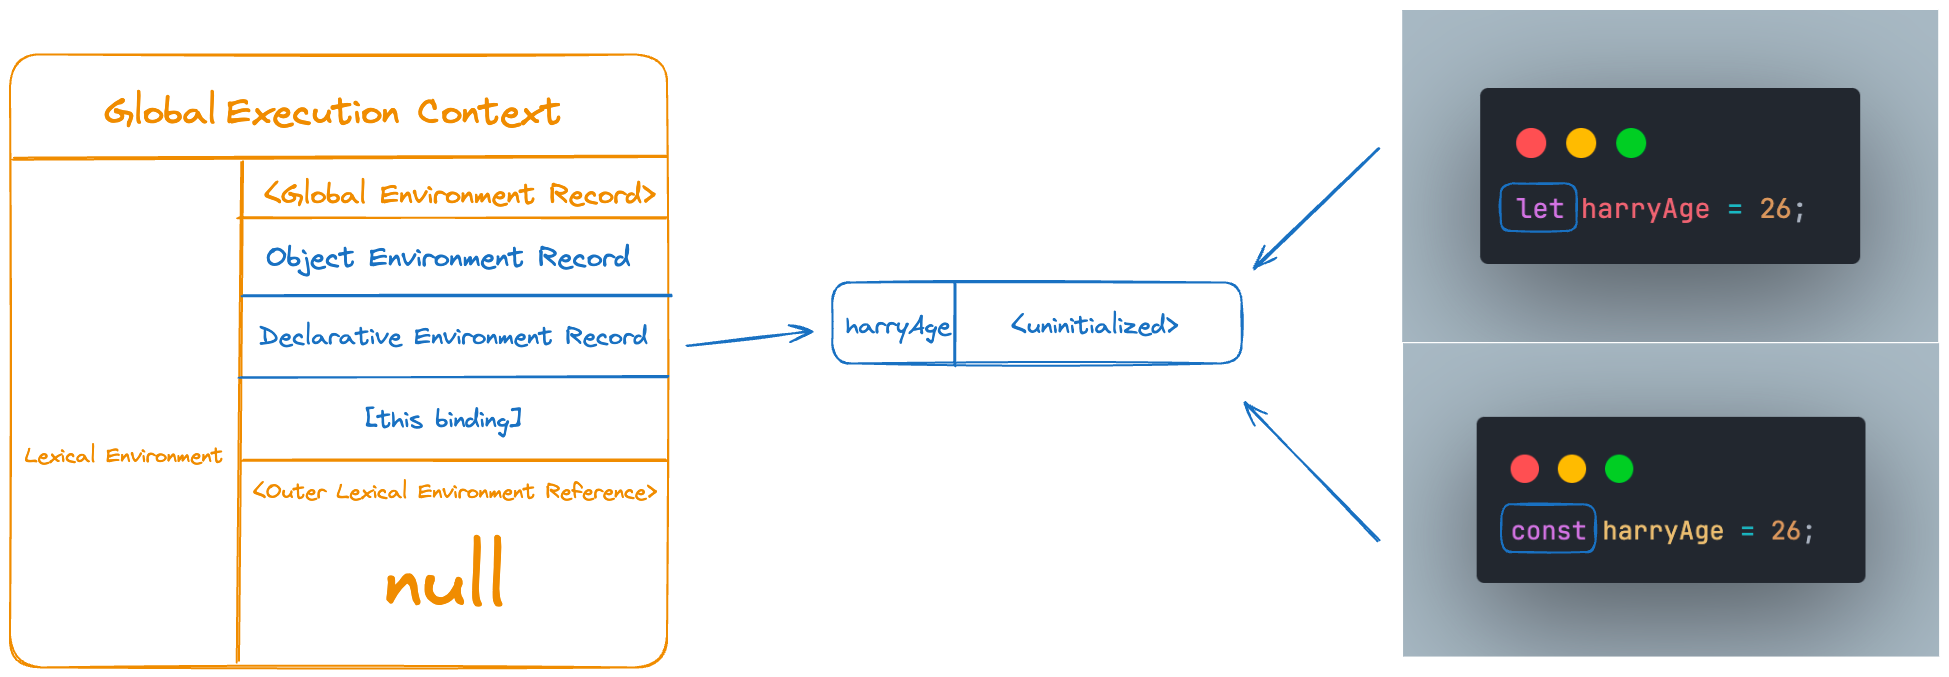 Global Execution Context
<Global Environment Record>
Object Environment Record
Declarative Environment Record
[this binding]
Lexical Environment
<Outer Lexical Environment Reference>
null
harryAge
<uninitialized>
let harryAge = 26;
const harryAge = 26;